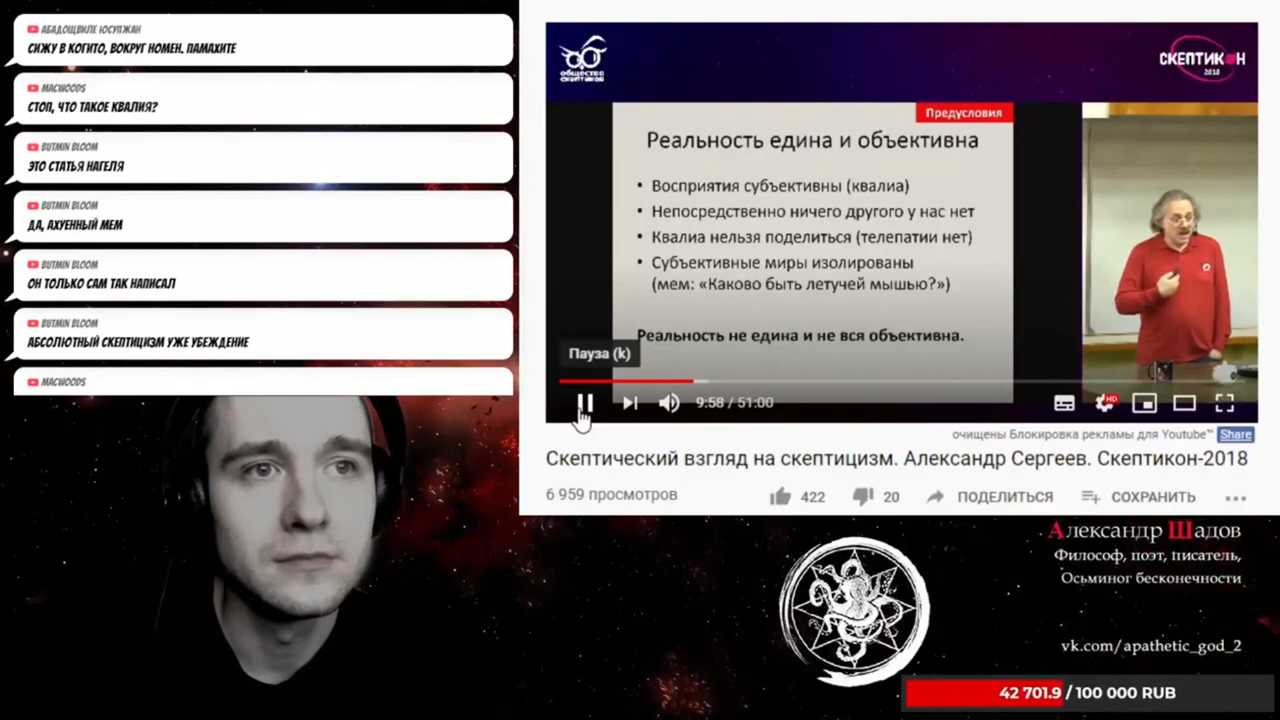 АБАДОЩВИЛЕ ЮСУПЖАН
СИЖУ В КОГИТО, ВОКРУГ НОМЕН. ПАМАХИТЕ
MACWOODS
СТОП, ЧТО ТАКОЕ КВАЛИЯ?
BUTMIN BLOOM
ЭТО СТАТЬЯ НАГЕЛЯ
BUTMIN BLOOM
ДА, АХУЕННЫЙ МЕМ
BUTMIN BLOOM
ОН ТОЛЬКО САМ ТАК НАПИСАЛ
BUTMIN BLOOM
АБСОЛЮТНЫЙ СКЕПТИЦИЗМ УЖЕ УБЕЖДЕНИЕ
MACWOODS
общество
скептиков
СКЕПТИКОН
2018
Предусловия
Реальность едина и объективна
• Восприятия субъективны (квалиа)
• Непосредственно ничего другого у нас нет
• Квалиа нельзя поделиться (телепатии нет)
• Субъективные миры изолированы
(мем: «Каково быть летучей мышью?»)
Реальность не едина и не вся объективна.
Пауза (k)
9:58 / 51:00
HD
очищены Блокировка рекламы для Youtube™ Share
Скептический взгляд на скептицизм. Александр Сергеев. Скептикон-2018
6 959 просмотров
422
20
ПОДЕЛИТЬСЯ
СОХРАНИТЬ
Александр Шадов
Философ, поэт, писатель,
Осьминог бесконечности
vk.com/apathetic_god_2
42 701.9 / 100 000 RUB